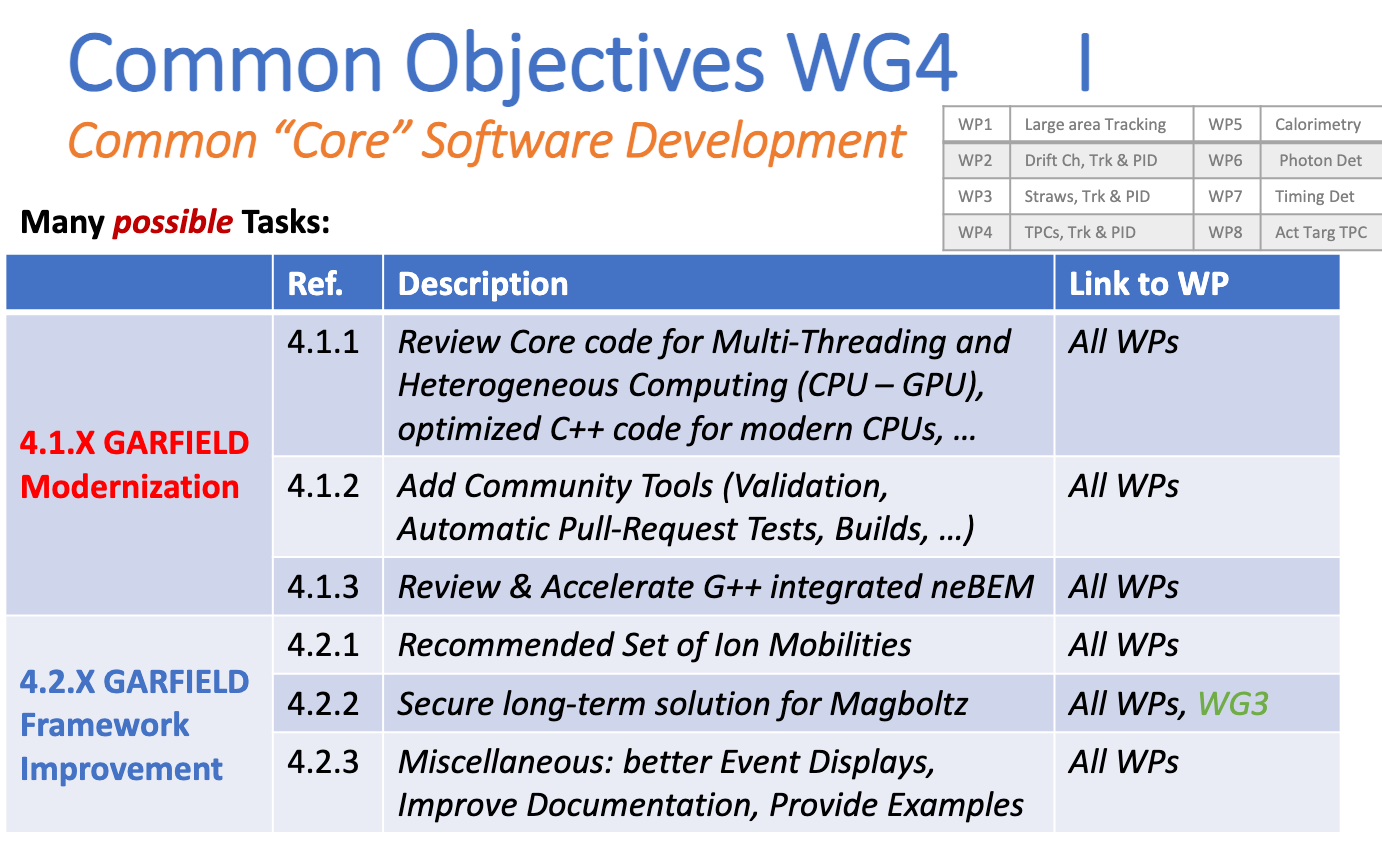 Common Objectives WG4 I
Common “Core” Software Development
WP1 Large area Tracking WP5 Calorimetry
WP2 Drift Ch, Trk & PID WP6 Photon Det
WP3 Straws, Trk & PID WP7 Timing Det
WP4 TPCs, Trk & PID WP8 Act Targ TPC
Many possible Tasks:
Ref. Description Link to WP
4.1.X GARFIELD
Modernization
4.1.1 Review Core code for Multi-Threading and All WPs
Heterogeneous Computing (CPU – GPU),
optimized C++ code for modern CPUs, …
4.1.2 Add Community Tools (Validation, All WPs
Automatic Pull-Request Tests, Builds, …)
4.1.3 Review & Accelerate G++ integrated neBEM All WPs
4.2.X GARFIELD
Framework
Improvement
4.2.1 Recommended Set of Ion Mobilities All WPs
4.2.2 Secure long-term solution for Magboltz All WPs, WG3
4.2.3 Miscellaneous: better Event Displays, All WPs
Improve Documentation, Provide Examples